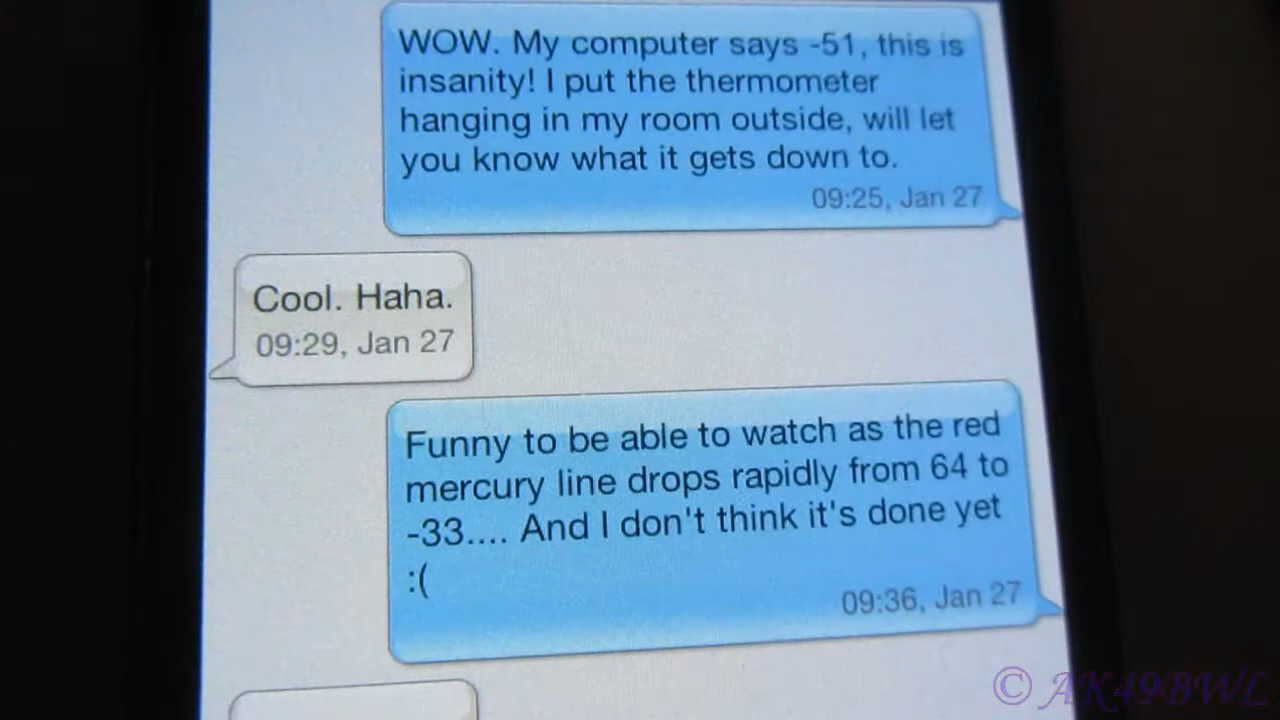 WOW. My computer says -51, this is
insanity! I put the thermometer
hanging in my room outside, will let
you know what it gets down to.
09:25, Jan 27
Cool. Haha.
09:29, Jan 27
Funny to be able to watch as the red
mercury line drops rapidly from 64 to
-33.... And I don't think it's done yet
:(
09:36, Jan 27
© AK49BWL